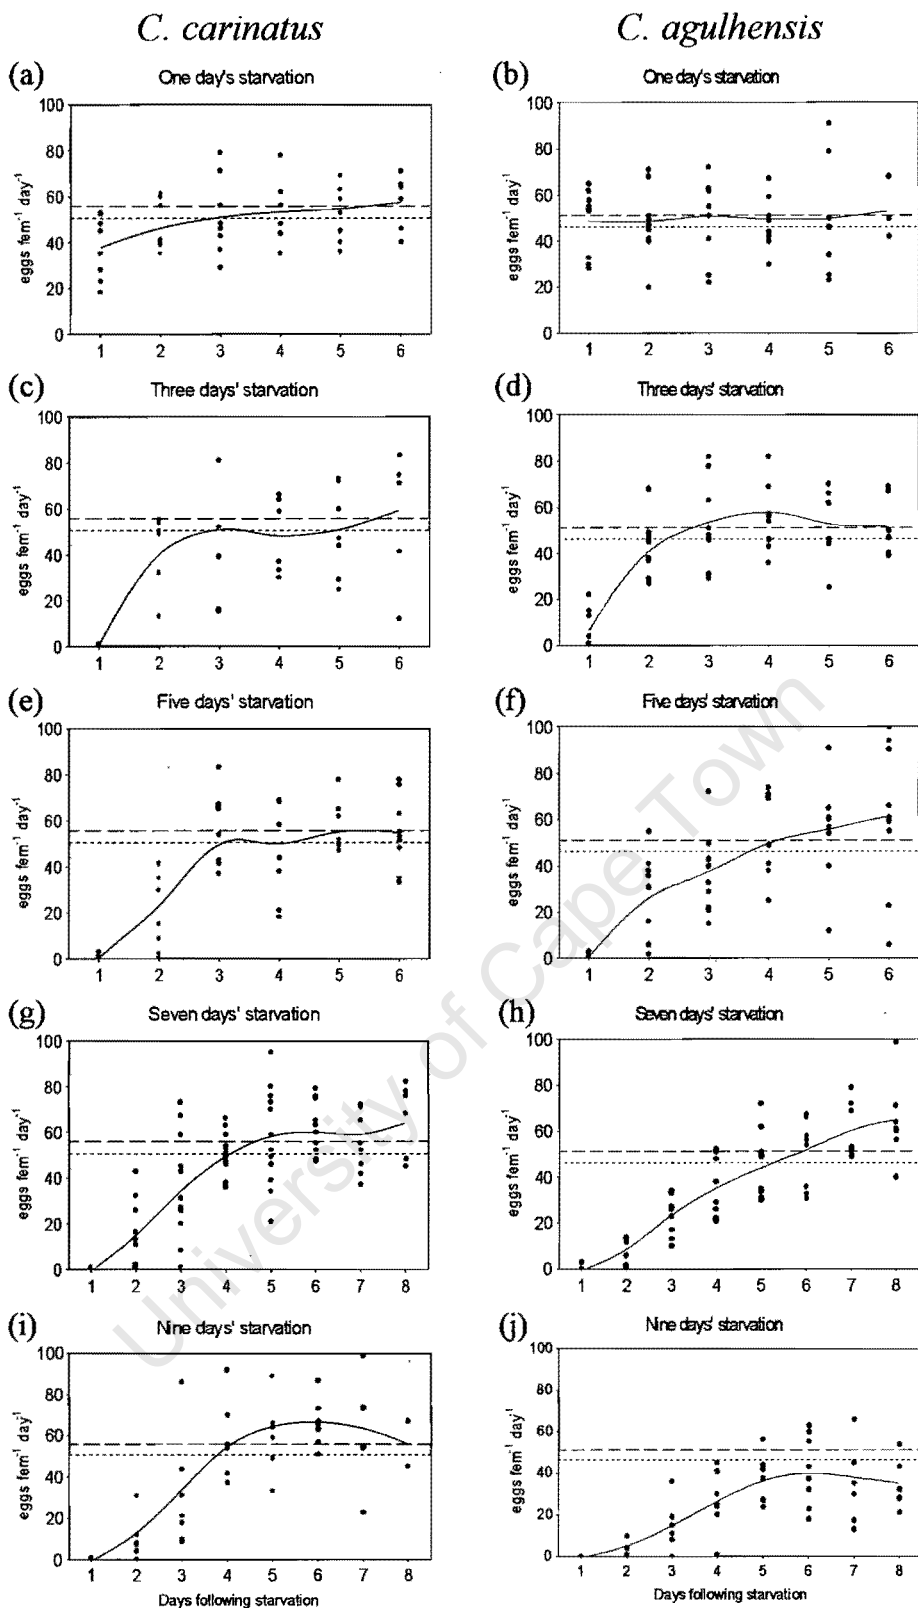 C. carinatus
C. agulhensis
(a)
One day's starvation
100
80
60
40
20
0
eggs fem⁻¹ day⁻¹
1 2 3 4 5 6
(b)
One day's starvation
100
80
60
40
20
0
eggs fem⁻¹ day⁻¹
1 2 3 4 5 6
(c)
Three days' starvation
100
80
60
40
20
0
eggs fem⁻¹ day⁻¹
1 2 3 4 5 6
(d)
Three days' starvation
100
80
60
40
20
0
eggs fem⁻¹ day⁻¹
1 2 3 4 5 6
(e)
Five days' starvation
100
80
60
40
20
0
eggs fem⁻¹ day⁻¹
1 2 3 4 5 6
(f)
Five days' starvation
100
80
60
40
20
0
eggs fem⁻¹ day⁻¹
1 2 3 4 5 6
(g)
Seven days' starvation
100
80
60
40
20
0
eggs fem⁻¹ day⁻¹
1 2 3 4 5 6 7 8
(h)
Seven days' starvation
100
80
60
40
20
0
eggs fem⁻¹ day⁻¹
1 2 3 4 5 6 7 8
(i)
Nine days' starvation
100
80
60
40
20
0
eggs fem⁻¹ day⁻¹
1 2 3 4 5 6 7 8
Days following starvation
(j)
Nine days' starvation
100
80
60
40
20
0
eggs fem⁻¹ day⁻¹
1 2 3 4 5 6 7 8
Days following starvation
University of Cape Town